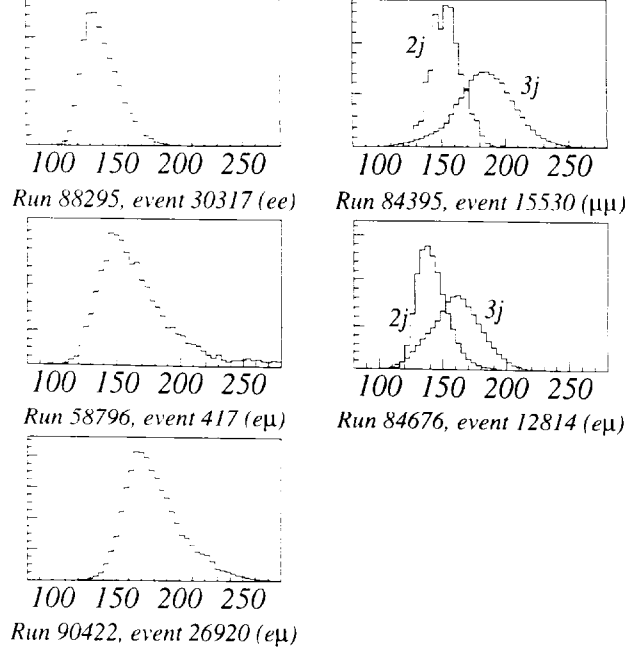 2j
3j
100 150 200 250
100 150 200 250
Run 88295, event 30317 (ee)
Run 84395, event 15530 (μμ)
2j
3j
100 150 200 250
100 150 200 250
Run 58796, event 417 (eμ)
Run 84676, event 12814 (eμ)
100 150 200 250
Run 90422, event 26920 (eμ)